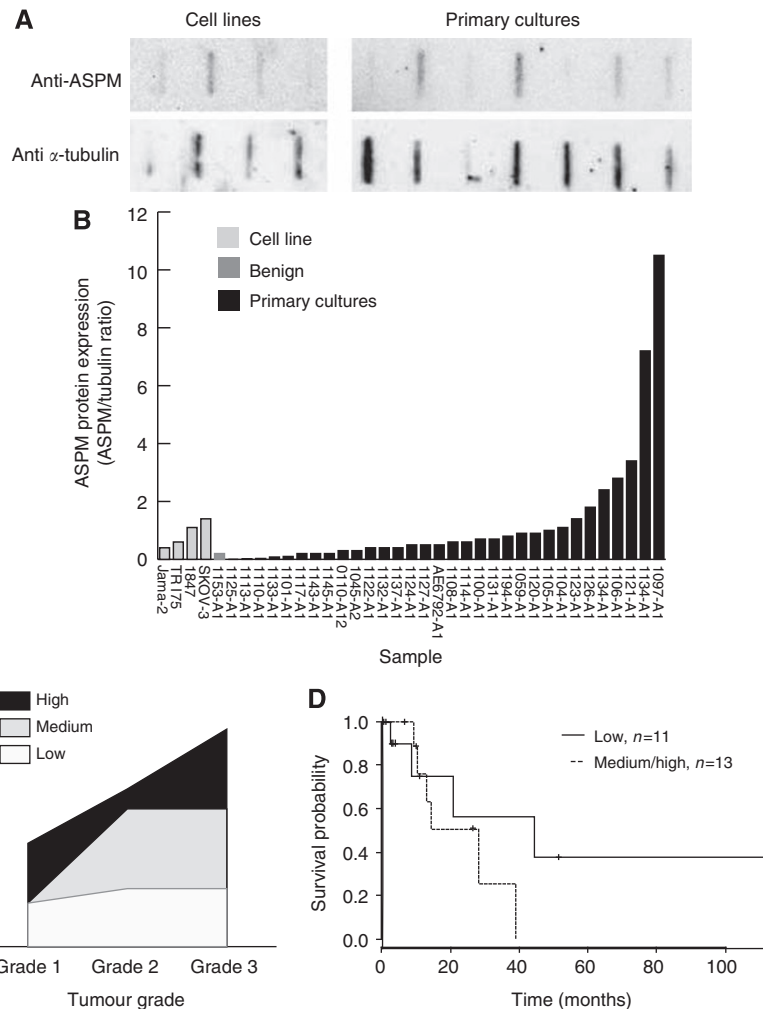 A
Cell lines
Primary cultures
Anti-ASPM
Anti α-tubulin
B
ASPM protein expression
(ASPM/tubulin ratio)
12
10
8
6
4
2
0
Cell line
Benign
Primary cultures
Jama-2
TR I75
1847
SKOV-3
1153-A1
1125-A1
1113-A1
1110-A1
1133-A1
1101-A1
1117-A1
1143-A1
1145-A1
0110-A12
1045-A2
1122-A1
1132-A1
1137-A1
1124-A1
1127-A1
AE6792-A1
1108-A1
1114-A1
1100-A1
1131-A1
1194-A1
1059-A1
1120-A1
1105-A1
1104-A1
1123-A1
1126-A1
1134-A1
1106-A1
1121-A1
1134-A1
1097-A1
Sample
High
Medium
Low
Grade 1
Grade 2
Grade 3
Tumour grade
D
Survival probability
1.0
0.8
0.6
0.4
0.2
0.0
Low, n=11
Medium/high, n=13
0
20
40
60
80
100
Time (months)